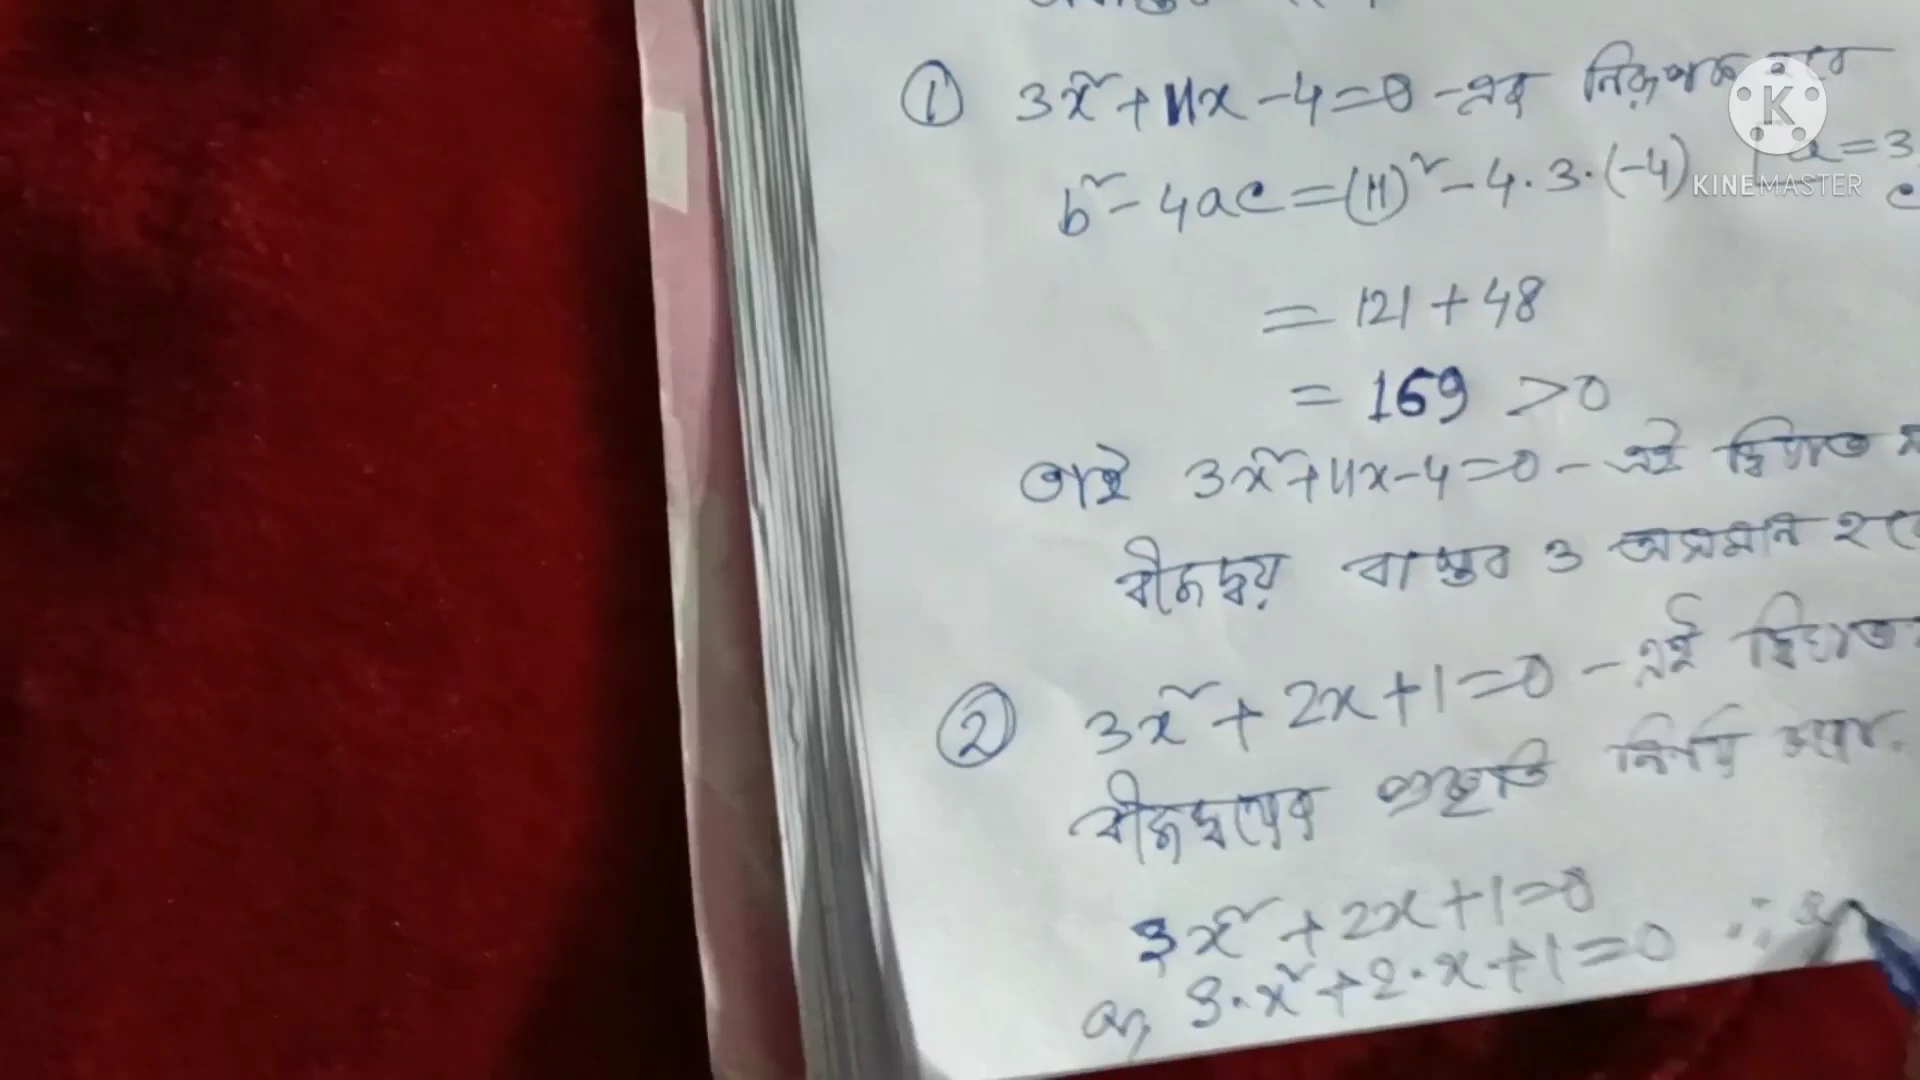 ① 3x² + 11x - 4 = 0 - এর নিরূপক
b² - 4ac = (11)² - 4·3·(-4) a = 3
KINEMASTER
= 121 + 48
= 169 > 0
তাই 3x² + 11x - 4 = 0 - এই দ্বিঘাত
বীজদ্বয় বাস্তব ও অসমান হবে
② 3x² + 2x + 1 = 0 - এই দ্বিঘাত
বীজদ্বয়ের প্রকৃতি নির্ণয় করো.
3x² + 2x + 1 = 0
বা, 3·x² + 2·x + 1 = 0 ∴